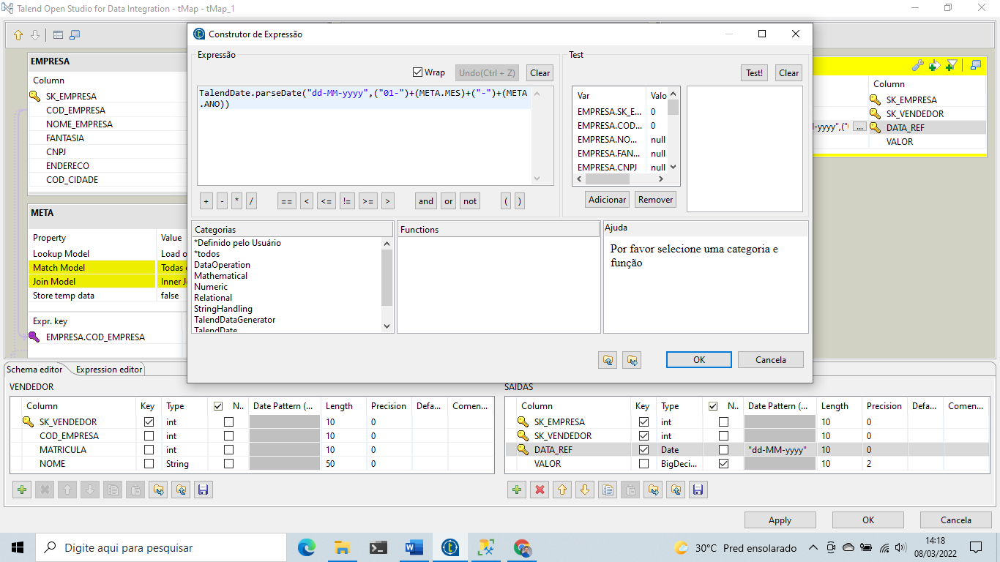 Talend Open Studio for Data Integration - tMap - tMap_1
EMPRESA
Column
SK_EMPRESA
COD_EMPRESA
NOME_EMPRESA
FANTASIA
CNPJ
ENDERECO
COD_CIDADE
META
Property Value
Lookup Model Load o
Match Model Todas
Join Model Inner J
Store temp data false
Expr. key
EMPRESA.COD_EMPRESA
Construtor de Expressão
Expressão
Wrap Undo(Ctrl + Z) Clear
TalendDate.parseDate("dd-MM-yyyy",("01-")+(META.MES)+("-")+(META
.ANO))
+ - * / == < <= != >= > and or not ( )
Test
Test! Clear
Var Valo
EMPRESA.SK_E... 0
EMPRESA.COD... 0
EMPRESA.NO... null
EMPRESA.FAN... null
EMPRESA.CNPJ null
Adicionar Remover
Categorias
*Definido pelo Usuário
*todos
DataOperation
Mathematical
Numeric
Relational
StringHandling
TalendDataGenerator
TalendDate
Functions
Ajuda
Por favor selecione uma categoria e
função
OK Cancela
Column
SK_EMPRESA
SK_VENDEDOR
-yyyy",(" ... DATA_REF
VALOR
Schema editor Expression editor
VENDEDOR
Column Key Type N.. Date Pattern (... Length Precision Defa... Comen...
SK_VENDEDOR int 10 0
COD_EMPRESA int 10 0
MATRICULA int 10 0
NOME String 50 0
SAIDAS
Column Key Type N.. Date Pattern (... Length Precision Defa... Comen...
SK_EMPRESA int 10 0
SK_VENDEDOR int 10 0
DATA_REF Date "dd-MM-yyyy" 10 0
VALOR BigDeci... 10 2
Apply OK Cancela
Digite aqui para pesquisar
30°C Pred ensolarado
14:18
08/03/2022